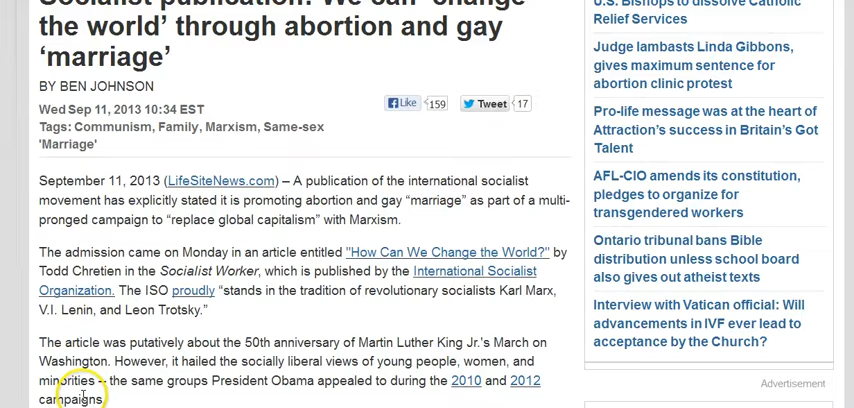 Socialist publication: We can ‘change
the world’ through abortion and gay
‘marriage’
BY BEN JOHNSON
Wed Sep 11, 2013 10:34 EST
Tags: Communism, Family, Marxism, Same-sex
'Marriage'
Like 159 Tweet 17
September 11, 2013 (LifeSiteNews.com) – A publication of the international socialist
movement has explicitly stated it is promoting abortion and gay “marriage” as part of a multi-
pronged campaign to “replace global capitalism” with Marxism.
The admission came on Monday in an article entitled "How Can We Change the World?" by
Todd Chretien in the Socialist Worker, which is published by the International Socialist
Organization. The ISO proudly “stands in the tradition of revolutionary socialists Karl Marx,
V.I. Lenin, and Leon Trotsky.”
The article was putatively about the 50th anniversary of Martin Luther King Jr.'s March on
Washington. However, it hailed the socially liberal views of young people, women, and
minorities – the same groups President Obama appealed to during the 2010 and 2012
campaigns.
U.S. Bishops to dissolve Catholic
Relief Services
Judge lambasts Linda Gibbons,
gives maximum sentence for
abortion clinic protest
Pro-life message was at the heart of
Attraction’s success in Britain’s Got
Talent
AFL-CIO amends its constitution,
pledges to organize for
transgendered workers
Ontario tribunal bans Bible
distribution unless school board
also gives out atheist texts
Interview with Vatican official: Will
advancements in IVF ever lead to
acceptance by the Church?
Advertisement